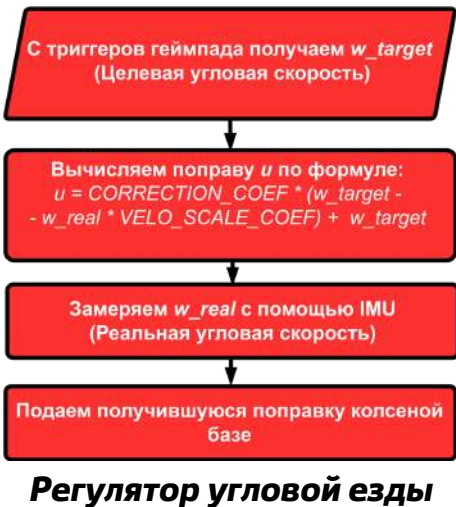 С триггеров геймпада получаем w_target
(Целевая угловая скорость)
Вычисляем поправу u по формуле:
u = CORRECTION_COEF * (w_target -
- w_real * VELO_SCALE_COEF) + w_target
Замеряем w_real с помощью IMU
(Реальная угловая скорость)
Подаем получившуюся поправку колсеной
базе
Регулятор угловой езды